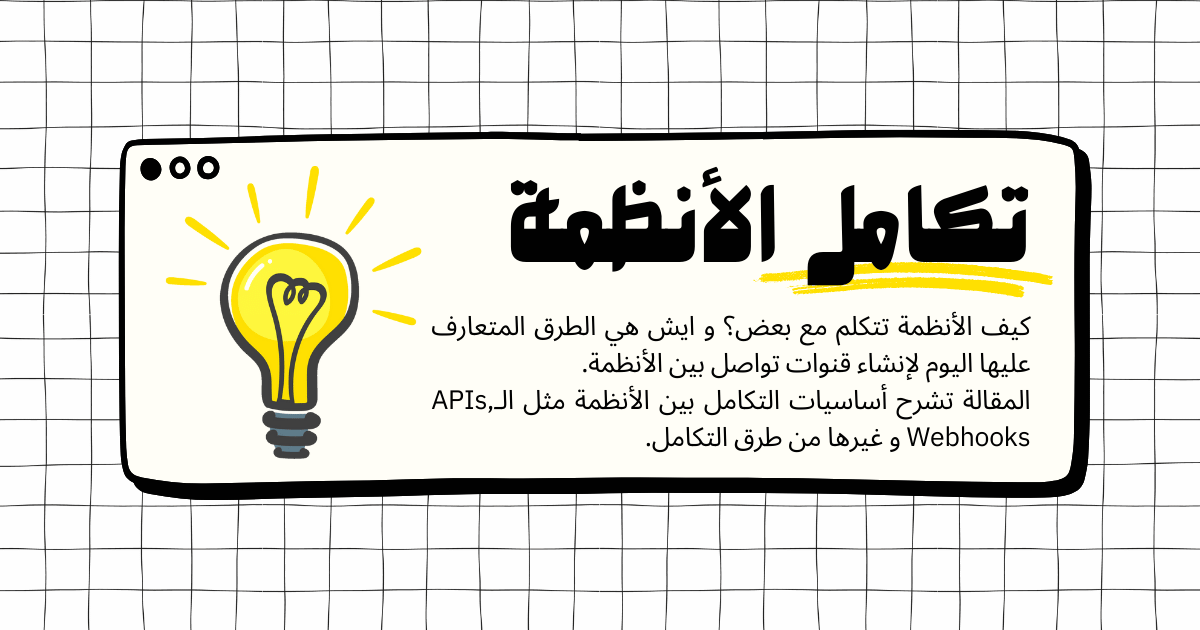 تكامل الأنظمة
كيف الأنظمة تتكلم مع بعض؟ و ايش هي الطرق المتعارف
عليها اليوم لإنشاء قنوات تواصل بين الأنظمة.
المقالة تشرح أساسيات التكامل بين الأنظمة مثل الـAPIs,
Webhooks و غيرها من طرق التكامل.